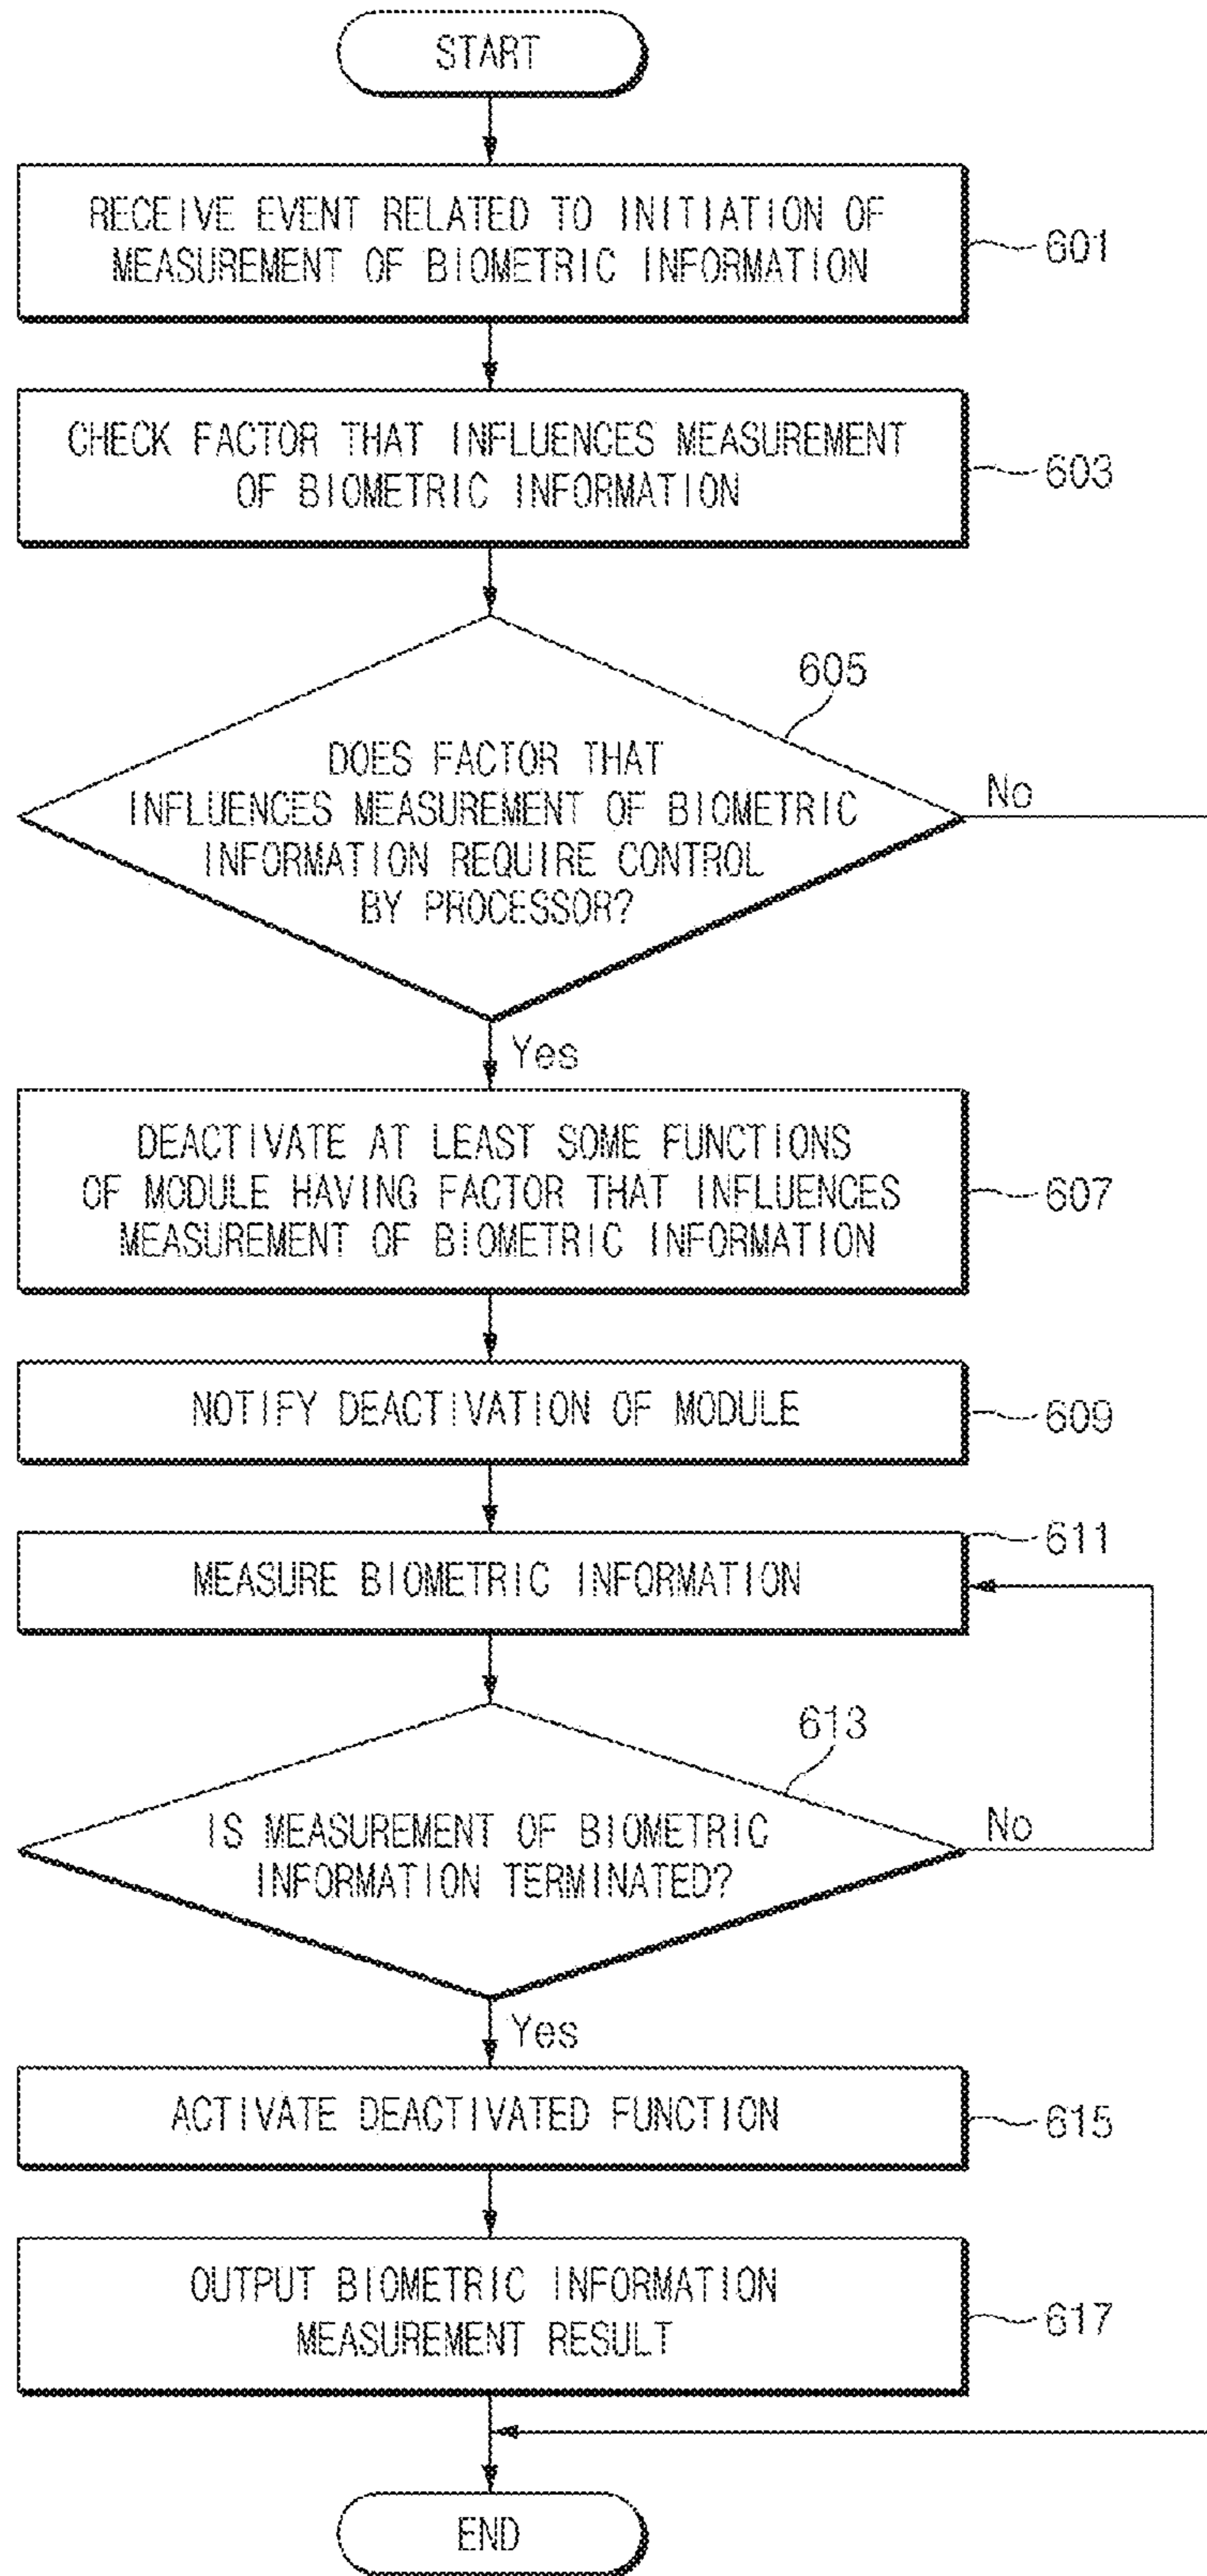 START
RECEIVE EVENT RELATED TO INITIATION OF
MEASUREMENT OF BIOMETRIC INFORMATION
601
CHECK FACTOR THAT INFLUENCES MEASUREMENT
OF BIOMETRIC INFORMATION
603
605
DOES FACTOR THAT
INFLUENCES MEASUREMENT OF BIOMETRIC
INFORMATION REQUIRE CONTROL
BY PROCESSOR?
No
Yes
DEACTIVATE AT LEAST SOME FUNCTIONS
OF MODULE HAVING FACTOR THAT INFLUENCES
MEASUREMENT OF BIOMETRIC INFORMATION
607
NOTIFY DEACTIVATION OF MODULE
609
MEASURE BIOMETRIC INFORMATION
611
613
IS MEASUREMENT OF BIOMETRIC
INFORMATION TERMINATED?
No
Yes
ACTIVATE DEACTIVATED FUNCTION
615
OUTPUT BIOMETRIC INFORMATION
MEASUREMENT RESULT
617
END